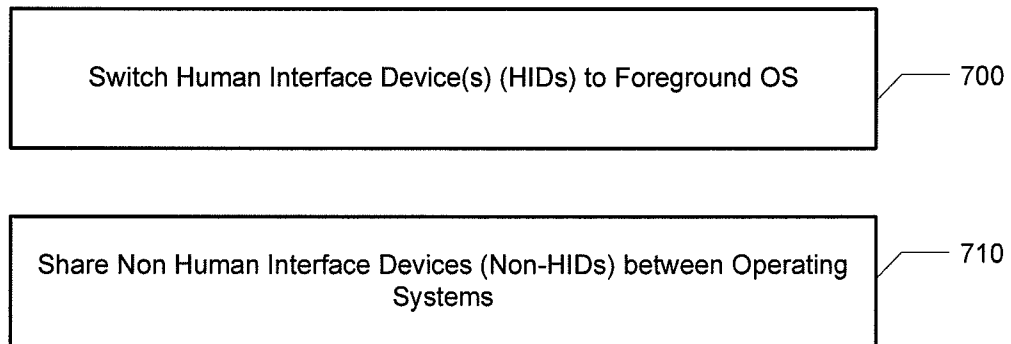 Switch Human Interface Device(s) (HIDs) to Foreground OS
700
Share Non Human Interface Devices (Non-HIDs) between Operating
Systems
710